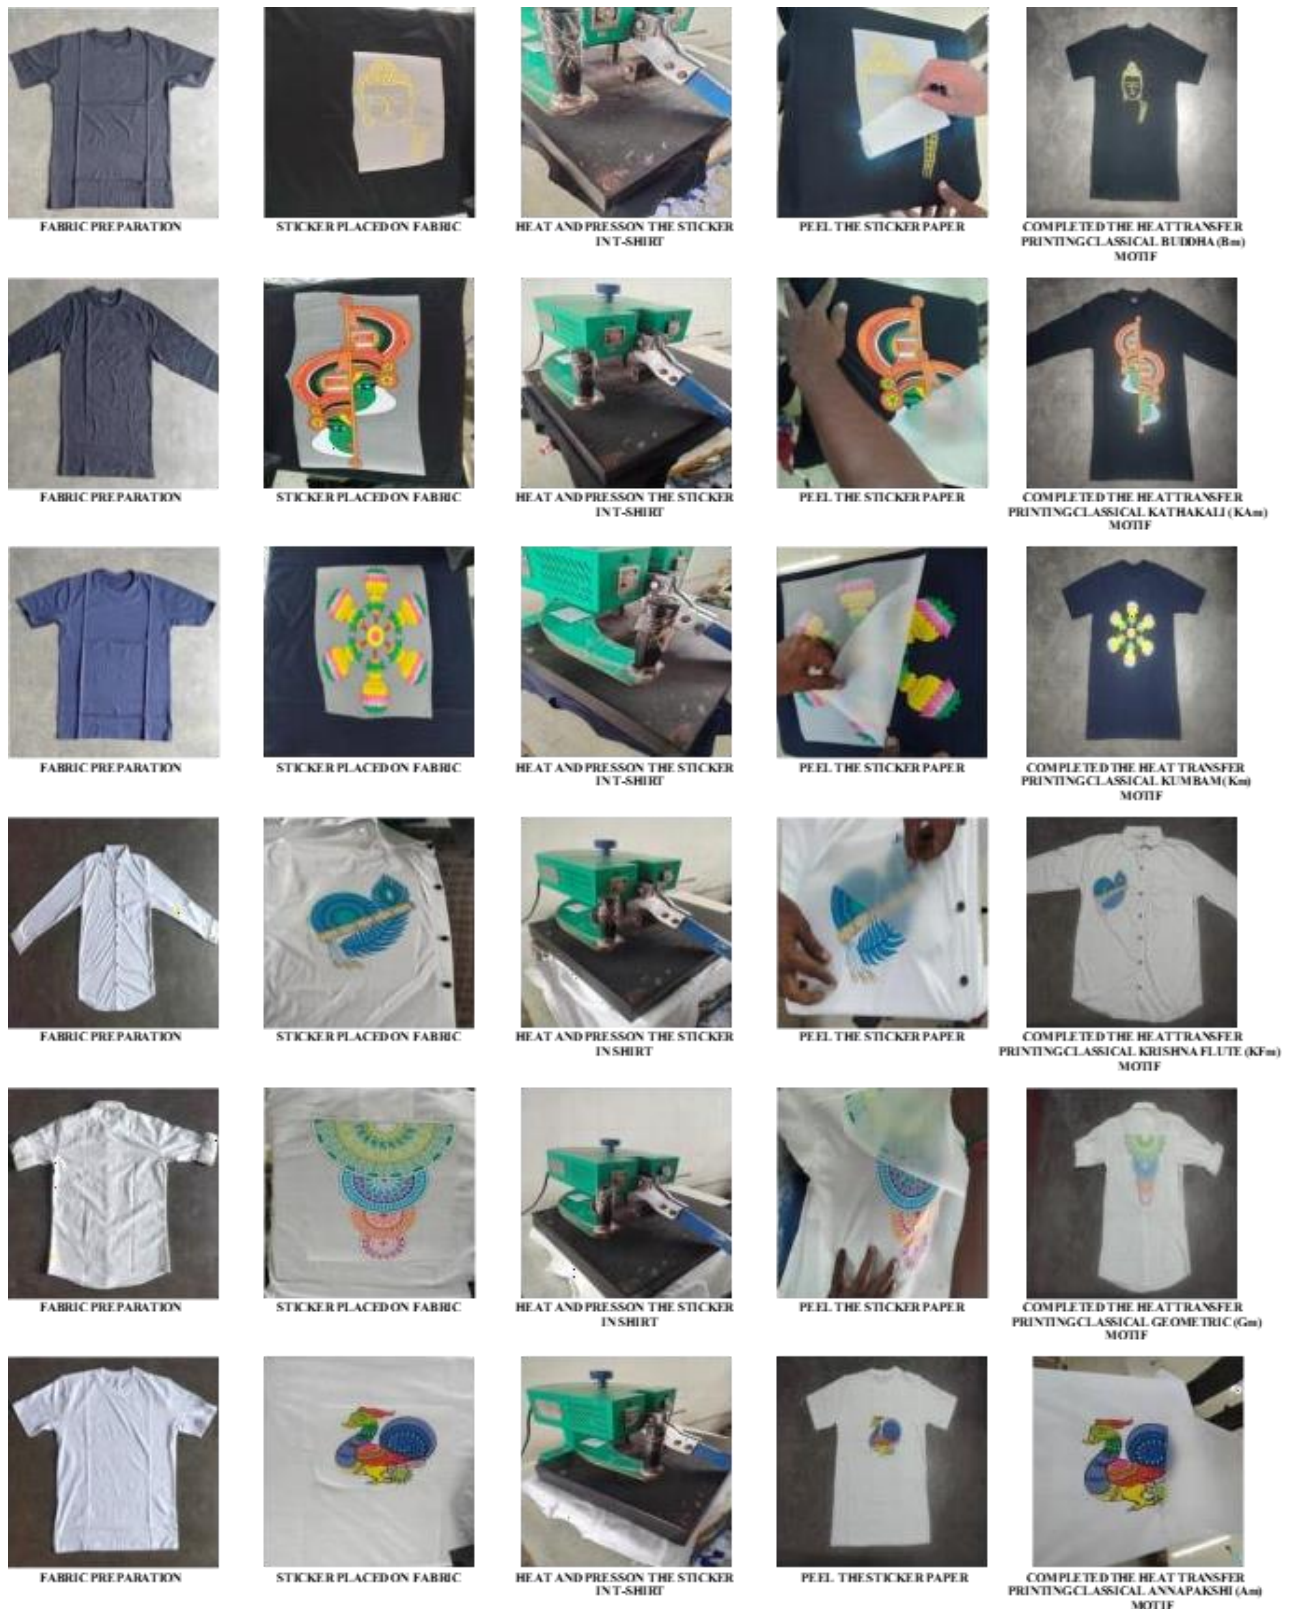 FABRIC PREPARATION
STICKER PLACED ON FABRIC
HEAT AND PRESS ON THE STICKER
IN T-SHIRT
PEEL THE STICKER PAPER
COMPLETED THE HEAT TRANSFER
PRINTING CLASSICAL BUDDHA (Bm)
MOTIF
FABRIC PREPARATION
STICKER PLACED ON FABRIC
HEAT AND PRESS ON THE STICKER
IN T-SHIRT
PEEL THE STICKER PAPER
COMPLETED THE HEAT TRANSFER
PRINTING CLASSICAL KATHAKALI (KAm)
MOTIF
FABRIC PREPARATION
STICKER PLACED ON FABRIC
HEAT AND PRESS ON THE STICKER
IN T-SHIRT
PEEL THE STICKER PAPER
COMPLETED THE HEAT TRANSFER
PRINTING CLASSICAL KUMBAM (Km)
MOTIF
FABRIC PREPARATION
STICKER PLACED ON FABRIC
HEAT AND PRESS ON THE STICKER
IN SHIRT
PEEL THE STICKER PAPER
COMPLETED THE HEAT TRANSFER
PRINTING CLASSICAL KRISHNA FLUTE (KFm)
MOTIF
FABRIC PREPARATION
STICKER PLACED ON FABRIC
HEAT AND PRESS ON THE STICKER
IN SHIRT
PEEL THE STICKER PAPER
COMPLETED THE HEAT TRANSFER
PRINTING CLASSICAL GEOMETRIC (Gm)
MOTIF
FABRIC PREPARATION
STICKER PLACED ON FABRIC
HEAT AND PRESS ON THE STICKER
IN T-SHIRT
PEEL THE STICKER PAPER
COMPLETED THE HEAT TRANSFER
PRINTING CLASSICAL ANNAPAKSHI (Am)
MOTIF